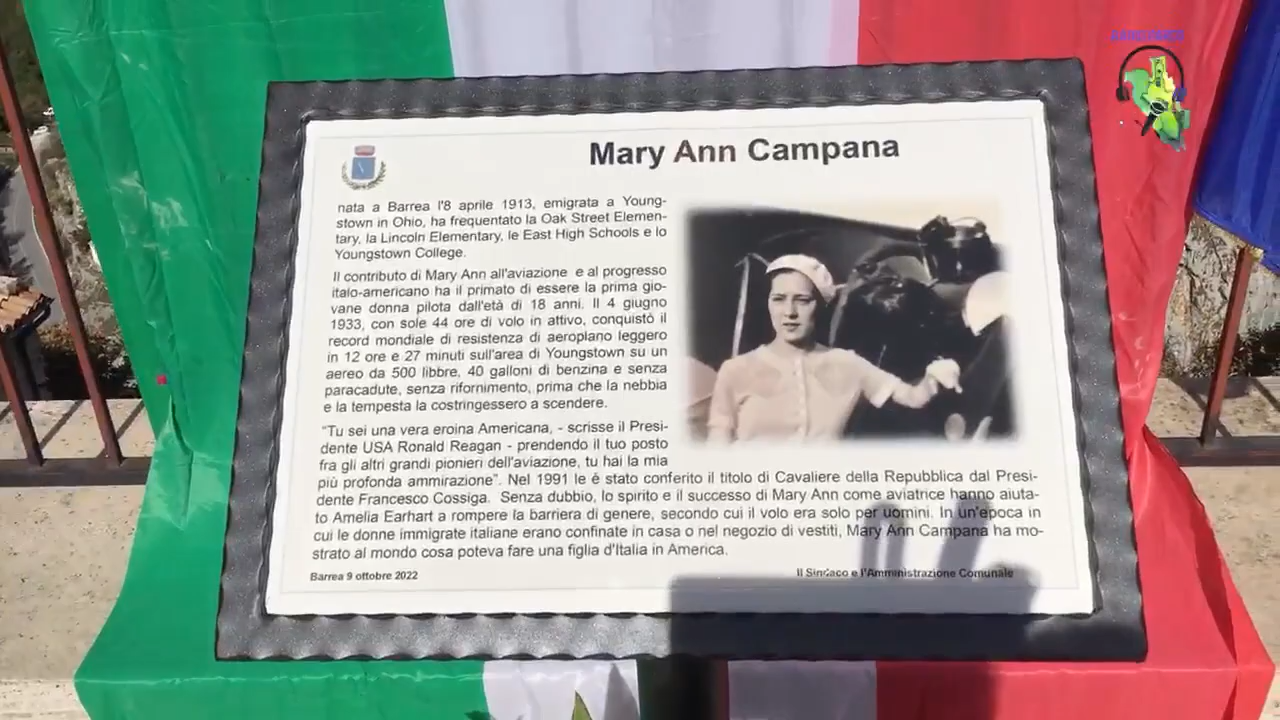 Mary Ann Campana
nata a Barrea l'8 aprile 1913, emigrata a Young-
stown in Ohio, ha frequentato la Oak Street Elemen-
tary, la Lincoln Elementary, le East High Schools e lo
Youngstown College.
Il contributo di Mary Ann all'aviazione e al progresso
italo-americano ha il primato di essere la prima gio-
vane donna pilota dall'età di 18 anni. Il 4 giugno
1933, con sole 44 ore di volo in attivo, conquistò il
record mondiale di resistenza di aeroplano leggero
in 12 ore e 27 minuti sull'area di Youngstown su un
aereo da 500 libbre, 40 galloni di benzina e senza
paracadute, senza rifornimento, prima che la nebbia
e la tempesta la costringessero a scendere.
"Tu sei una vera eroina Americana, - scrisse il Presi-
dente USA Ronald Reagan - prendendo il tuo posto
fra gli altri grandi pionieri dell'aviazione, tu hai la mia
più profonda ammirazione". Nel 1991 le è stato conferito il titolo di Cavaliere della Repubblica dal Presi-
dente Francesco Cossiga. Senza dubbio, lo spirito e il successo di Mary Ann come aviatrice hanno aiuta-
to Amelia Earhart a rompere la barriera di genere, secondo cui il volo era solo per uomini. In un'epoca in
cui le donne immigrate italiane erano confinate in casa o nel negozio di vestiti, Mary Ann Campana ha mo-
strato al mondo cosa poteva fare una figlia d'Italia in America.
Barrea 9 ottobre 2022
Il Sindaco e l'Amministrazione Comunale